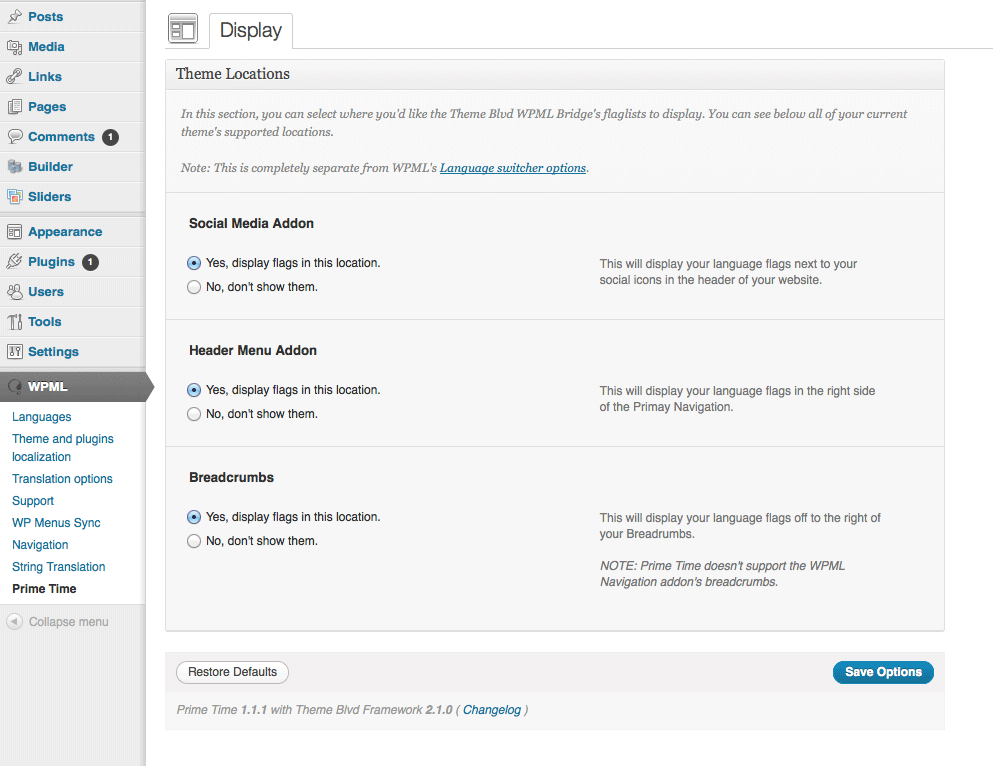 Posts
Media
Links
Pages
Comments 1
Builder
Sliders
Appearance
Plugins 1
Users
Tools
Settings
WPML
Languages
Theme and plugins
localization
Translation options
Support
WP Menus Sync
Navigation
String Translation
Prime Time
Collapse menu
Display
Theme Locations
In this section, you can select where you'd like the Theme Blvd WPML Bridge's flaglists to display. You can see below all of your current
theme's supported locations.
Note: This is completely separate from WPML's Language switcher options.
Social Media Addon
Yes, display flags in this location.
No, don't show them.
This will display your language flags next to your
social icons in the header of your website.
Header Menu Addon
Yes, display flags in this location.
No, don't show them.
This will display your language flags in the right side
of the Primay Navigation.
Breadcrumbs
Yes, display flags in this location.
No, don't show them.
This will display your language flags off to the right of
your Breadcrumbs.
NOTE: Prime Time doesn't support the WPML
Navigation addon's breadcrumbs.
Restore Defaults
Save Options
Prime Time 1.1.1 with Theme Blvd Framework 2.1.0 ( Changelog )